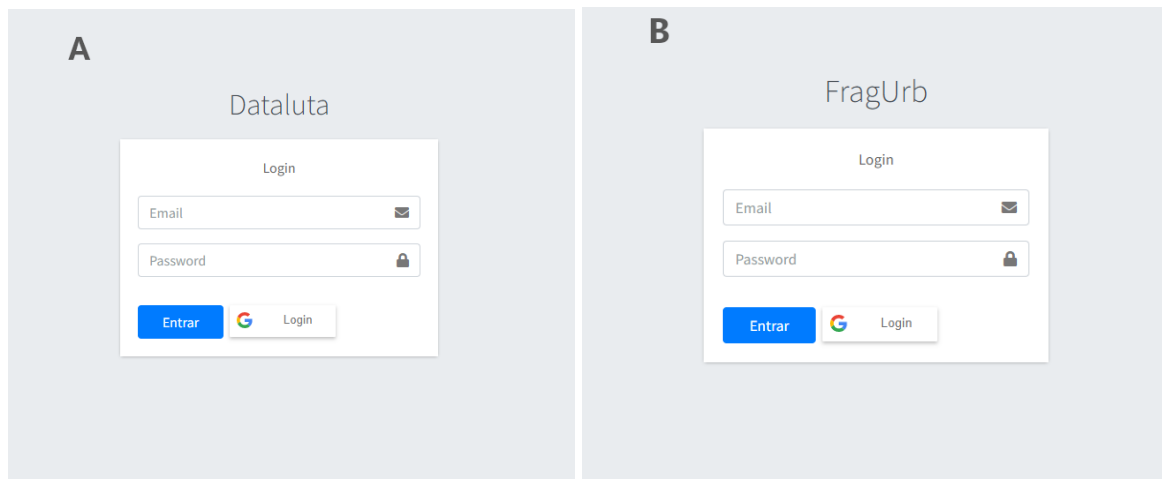 A
Dataluta
Login
Email
Password
Entrar Login
B
FragUrb
Login
Email
Password
Entrar Login